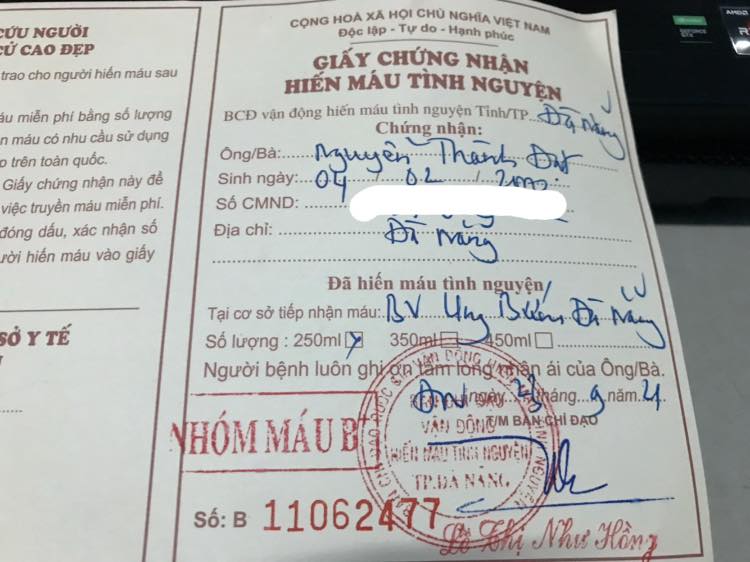 CỨU NGƯỜI
CỬ CAO ĐẸP
trao cho người hiến máu sau
áu miễn phí bằng số lượng
n máu có nhu cầu sử dụng
p trên toàn quốc.
Giấy chứng nhận này để
việc truyền máu miễn phí.
đóng dấu, xác nhận số
ười hiến máu vào giấy
SỞ Y TẾ
CỘNG HOÀ XÃ HỘI CHỦ NGHĨA VIỆT NAM
Độc lập - Tự do - Hạnh phúc
GIẤY CHỨNG NHẬN
HIẾN MÁU TÌNH NGUYỆN
BCĐ vận động hiến máu tình nguyện Tỉnh/TP Đà Nẵng
Chứng nhận:
Ông/Bà: Nguyễn Thành Đạt
Sinh ngày: 04 / 02 /
Số CMND:
Địa chỉ: Đà Nẵng
Đã hiến máu tình nguyện
Tại cơ sở tiếp nhận máu: BV Ung Bướu Đà Nẵng
Số lượng : 250ml 350ml 450ml
Người bệnh luôn ghi ơn tấm lòng nhân ái của Ông/Bà.
ĐN ngày 23 tháng 9 năm 21
T/M BAN CHỈ ĐẠO
BAN CHỈ ĐẠO
VẬN ĐỘNG
HIẾN MÁU TÌNH NGUYỆN
TP.ĐÀ NẴNG
NHÓM MÁU B+
Số: B 11062477
Lê Thị Như Hồng
AMD
GEFORCE
GTX